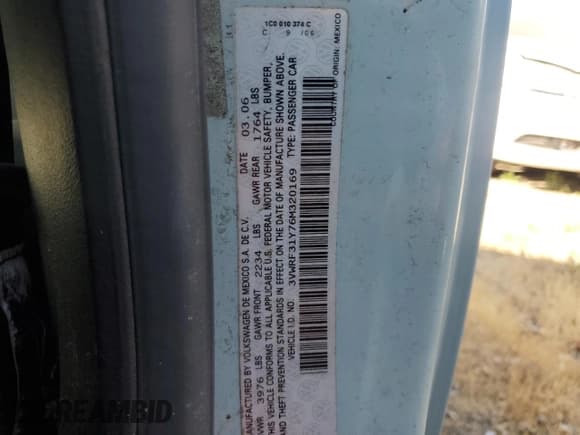 1C0 010 374 C
MANUFACTURED BY VOLKSWAGEN DE MEXICO S.A. DE C.V. DATE 03.06
GVWR 3976 LBS GAWR FRONT 2234 LBS GAWR REAR 1764 LBS
THIS VEHICLE CONFORMS TO ALL APPLICABLE U.S. FEDERAL MOTOR VEHICLE SAFETY, BUMPER,
AND THEFT PREVENTION STANDARDS IN EFFECT ON THE DATE OF MANUFACTURE SHOWN ABOVE.
VEHICLE I.D. NO. 3VWRF31Y76M320169 TYPE: PASSENGER CAR
COUNTRY OF ORIGIN: MEXICO